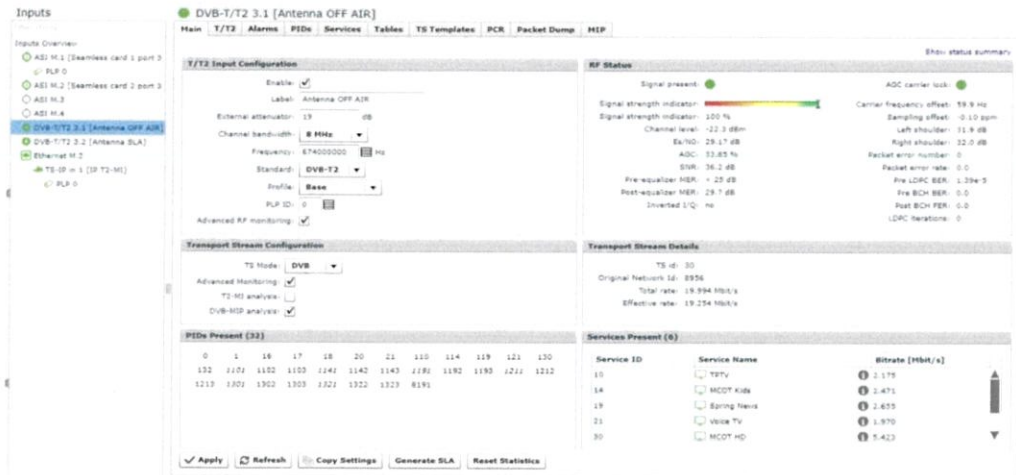 Inputs
DVB-T/T2 3.1 [Antenna OFF AIR]
Main T/T2 Alarms PIDs Services Tables TS Templates PCR Packet Dump MIP
Show status summary
Inputs Overview
ASI M.1 [Seamless card 1 port 3
PLP 0
ASI M.2 [Seamless card 2 port 3
ASI M.3
ASI M.4
DVB-T/T2 3.1 [Antenna OFF AIR]
DVB-T/T2 3.2 [Antenna SLA]
Ethernet M.2
TS-IP in 1 [IP T2-MI]
PLP 0
T/T2 Input Configuration
Enable:
Label: Antenna OFF AIR
External attenuator: 19 dB
Channel bandwidth: 8 MHz
Frequency: 674000000 Hz
Standard: DVB-T2
Profile: Base
PLP ID: 0
Advanced RF monitoring:
RF Status
Signal present:
AGC carrier lock:
Signal strength indicator:
Signal strength indicator: 100 %
Channel level: -22.3 dBm
Es/N0: 29.17 dB
AGC: 33.85 %
SNR: 36.2 dB
Pre-equalizer MER: + 25 dB
Post-equalizer MER: 29.7 dB
Inverted I/Q: no
Carrier frequency offset: 59.9 Hz
Sampling offset: -0.10 ppm
Left shoulder: 31.9 dB
Right shoulder: 32.0 dB
Packet error number: 0
Packet error rate: 0.0
Pre LDPC BER: 1.39e-5
Pre BCH BER: 0.0
Post BCH FER: 0.0
LDPC Iterations: 0
Transport Stream Configuration
TS Mode: DVB
Advanced Monitoring:
T2-MI analysis:
DVB-MIP analysis:
Transport Stream Details
TS id: 30
Original Network Id: 8956
Total rate: 19.994 Mbit/s
Effective rate: 19.254 Mbit/s
PIDs Present (32)
0 1 16 17 18 20 21 110 114 119 121 130
132 1101 1102 1103 1141 1142 1143 1191 1192 1193 1211 1212
1213 1301 1302 1303 1321 1322 1323 8191
Services Present (6)
Service ID Service Name Bitrate [Mbit/s]
10 TPTV 2.175
14 MCOT Kids 2.471
19 Spring News 2.655
21 Voice TV 1.970
30 MCOT HD 5.423
Apply Refresh Copy Settings Generate SLA Reset Statistics